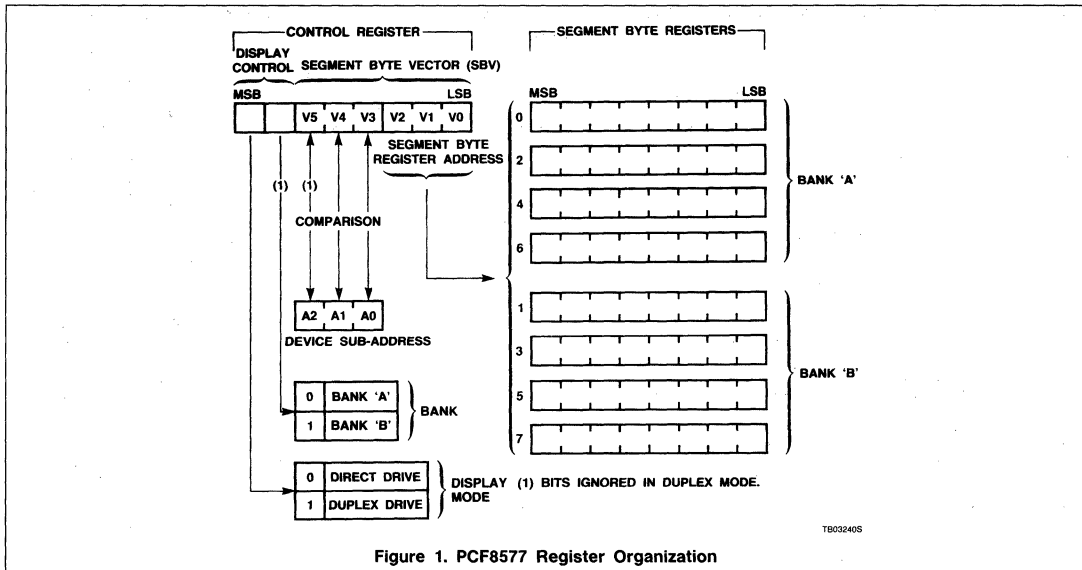 CONTROL REGISTER
DISPLAY CONTROL
SEGMENT BYTE VECTOR (SBV)
MSB
LSB
V5 V4 V3 V2 V1 V0
SEGMENT BYTE
REGISTER ADDRESS
(1)
(1)
COMPARISON
A2 A1 A0
DEVICE SUB-ADDRESS
0 BANK 'A'
1 BANK 'B'
BANK
0 DIRECT DRIVE
1 DUPLEX DRIVE
DISPLAY
MODE
(1) BITS IGNORED IN DUPLEX MODE.
SEGMENT BYTE REGISTERS
MSB
LSB
0
2
4
6
BANK 'A'
1
3
5
7
BANK 'B'
TB03240S
Figure 1. PCF8577 Register Organization